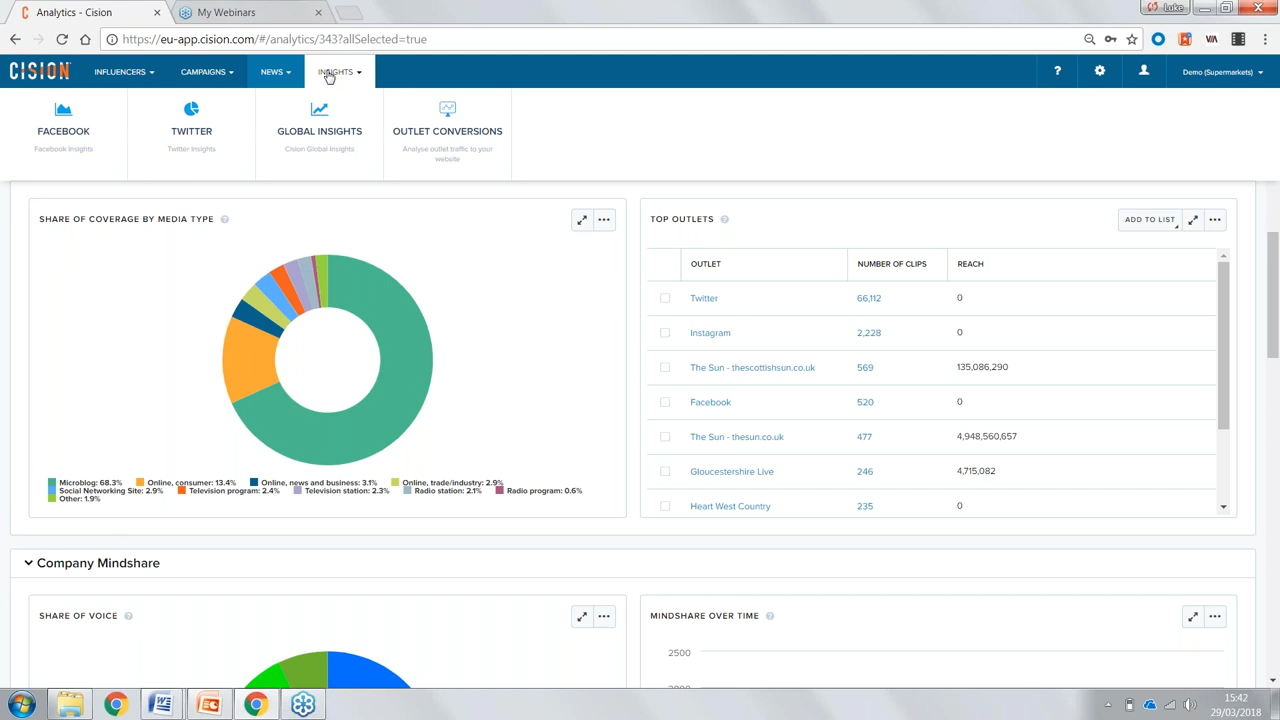 Analytics - Cision
My Webinars
Luke
https://eu-app.cision.com/#/analytics/343?allSelected=true
CISION
INFLUENCERS
CAMPAIGNS
NEWS
INSIGHTS
?
Demo (Supermarkets)
FACEBOOK
Facebook Insights
TWITTER
Twitter Insights
GLOBAL INSIGHTS
Cision Global Insights
OUTLET CONVERSIONS
Analyse outlet traffic to your
website
SHARE OF COVERAGE BY MEDIA TYPE ?
Microblog: 68.3% Online, consumer: 13.4% Online, news and business: 3.1% Online, trade/industry: 2.9%
Social Networking Site: 2.9% Television program: 2.4% Television station: 2.3% Radio station: 2.1% Radio program: 0.6%
Other: 1.9%
TOP OUTLETS ?
ADD TO LIST
OUTLET NUMBER OF CLIPS REACH
Twitter 66,112 0
Instagram 2,228 0
The Sun - thescottishsun.co.uk 569 135,086,290
Facebook 520 0
The Sun - thesun.co.uk 477 4,948,560,657
Gloucestershire Live 246 4,715,082
Heart West Country 235 0
Company Mindshare
SHARE OF VOICE ?
MINDSHARE OVER TIME ?
2500
15:42
29/03/2018